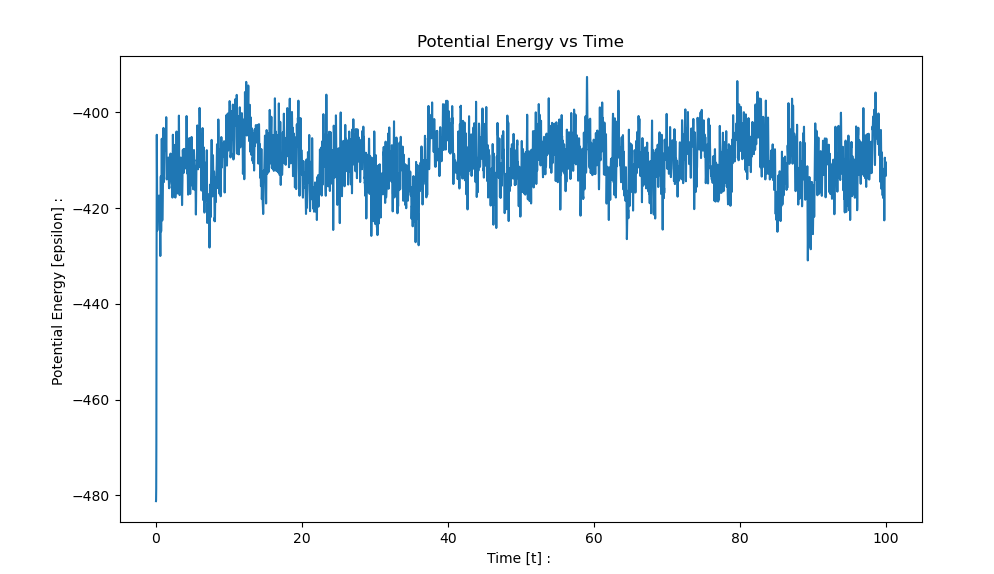 Potential Energy vs Time
Potential Energy [epsilon] :
−400
−420
−440
−460
−480
0 20 40 60 80 100
Time [t] :